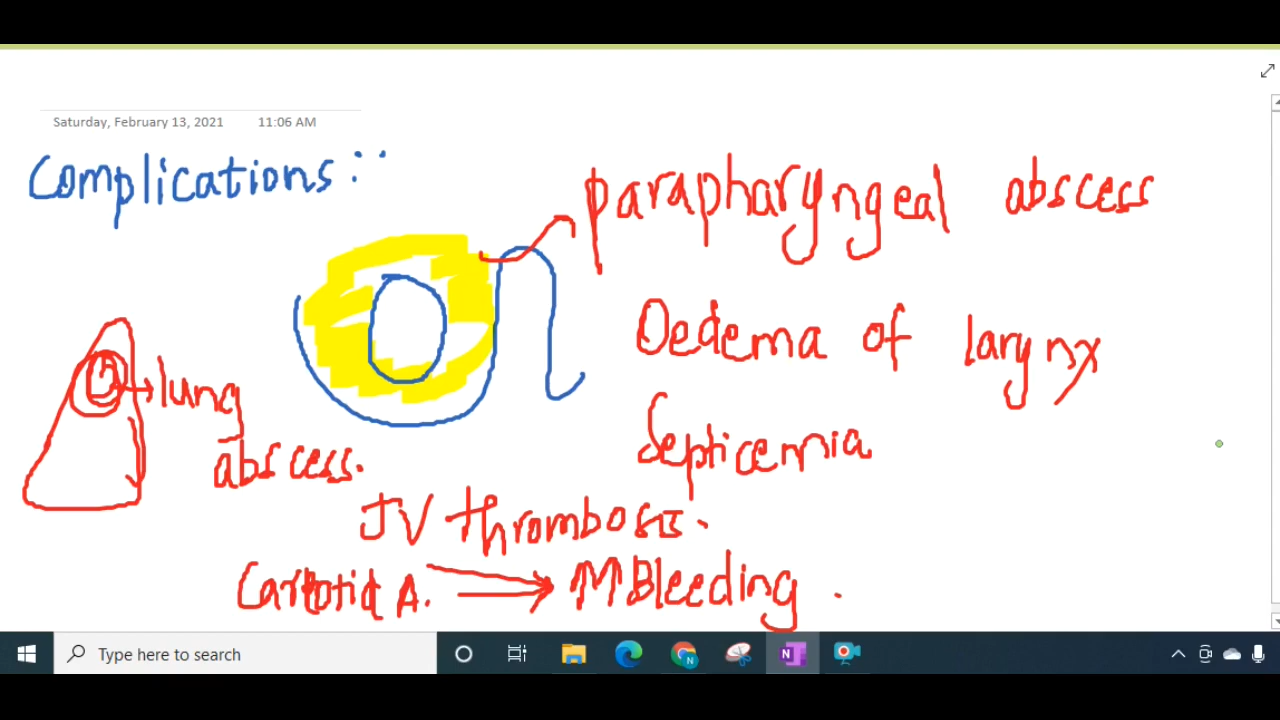 Saturday, February 13, 2021 11:06 AM
Complications :
parapharyngeal abscess
Oedema of larynx
lung
abscess.
Septicemia
JV thrombosis.
Carotid A. → ↑↑ Bleeding .
Type here to search